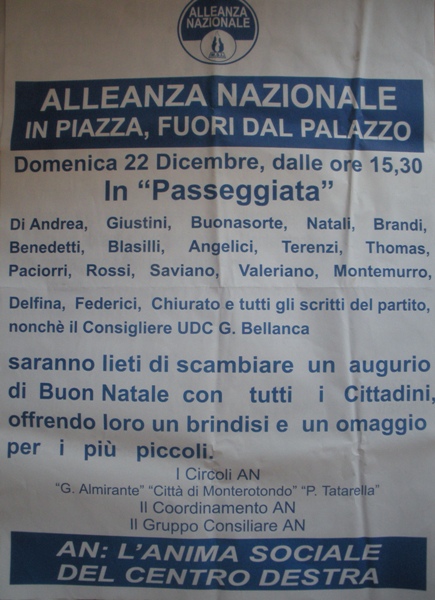 ALLEANZA
NAZIONALE
ALLEANZA NAZIONALE
IN PIAZZA, FUORI DAL PALAZZO
Domenica 22 Dicembre, dalle ore 15,30
In “Passeggiata”
Di Andrea, Giustini, Buonasorte, Natali, Brandi,
Benedetti, Blasilli, Angelici, Terenzi, Thomas,
Paciorri, Rossi, Saviano, Valeriano, Montemurro,
Delfina, Federici, Chiurato e tutti gli scritti del partito,
nonchè il Consigliere UDC G. Bellanca
saranno lieti di scambiare un augurio
di Buon Natale con tutti i Cittadini,
offrendo loro un brindisi e un omaggio
per i più piccoli.
I Circoli AN
“G. Almirante” “Città di Monterotondo” “P. Tatarella”
Il Coordinamento AN
Il Gruppo Consiliare AN
AN: L’ANIMA SOCIALE
DEL CENTRO DESTRA